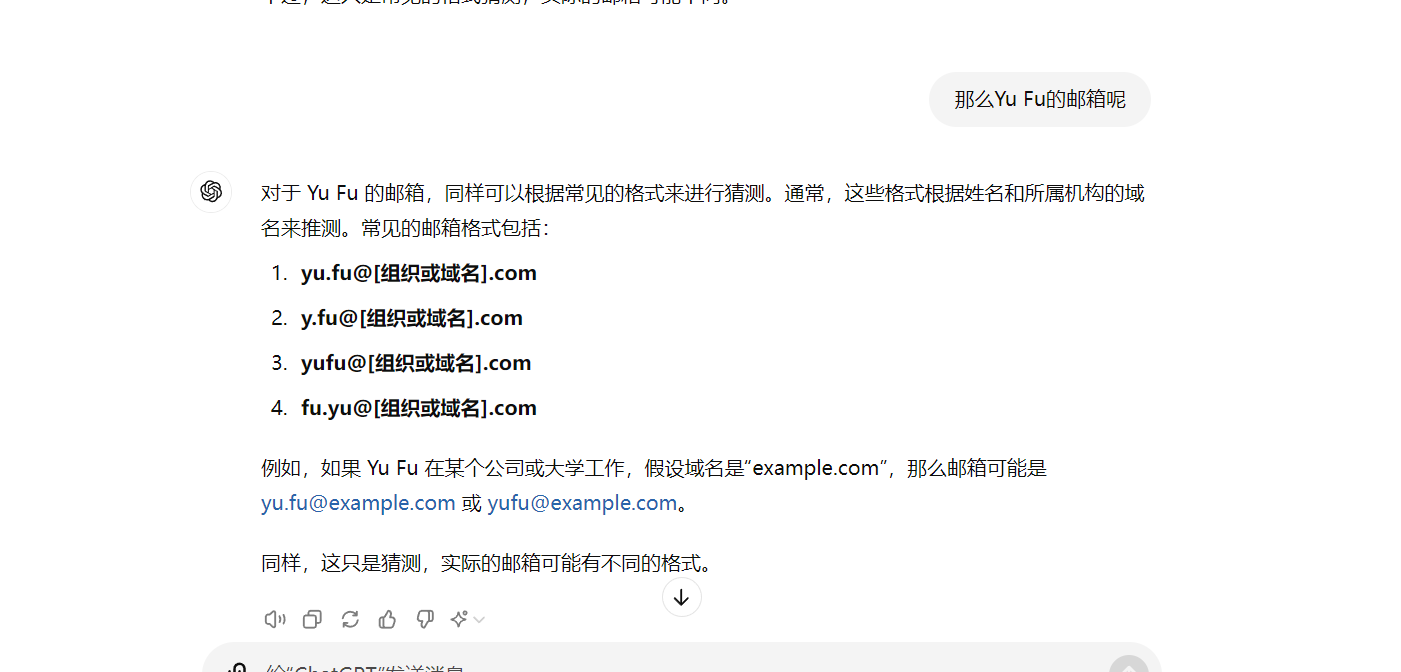 那么Yu Fu的邮箱呢
对于 Yu Fu 的邮箱，同样可以根据常见的格式来进行猜测。通常，这些格式根据姓名和所属机构的域
名来推测。常见的邮箱格式包括：
1. yu.fu@[组织或域名].com
2. y.fu@[组织或域名].com
3. yufu@[组织或域名].com
4. fu.yu@[组织或域名].com
例如，如果 Yu Fu 在某个公司或大学工作，假设域名是“example.com”，那么邮箱可能是
yu.fu@example.com 或 yufu@example.com。
同样，这只是猜测，实际的邮箱可能有不同的格式。
给“ChatGPT”发送消息